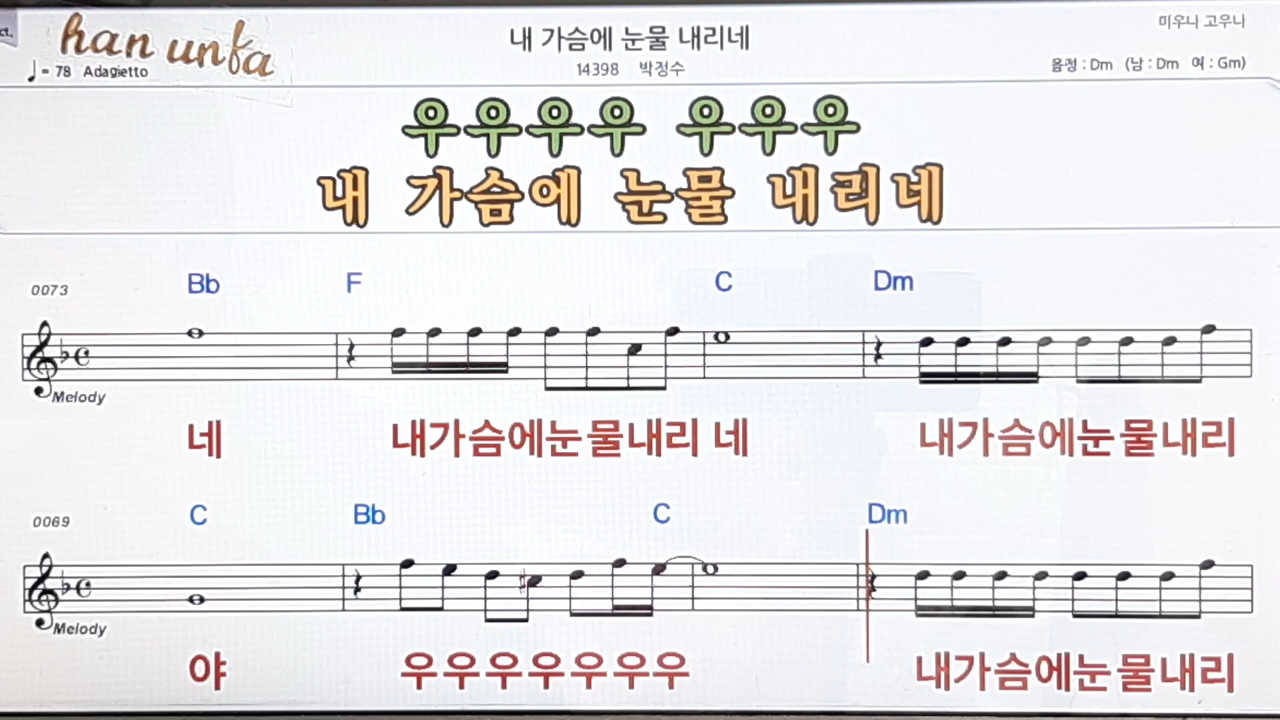 ct.
han unfa
♩= 78 Adagietto
내 가슴에 눈물 내리네
14398 박정수
미우니 고우나
음정 : Dm (남 : Dm 여 : Gm)
우우우우 우우우
내 가슴에 눈물 내리네
0073 Bb F C Dm
Melody
네 내가슴에눈물내리 네 내가슴에눈물내리
0069 C Bb C Dm
Melody
야 우우우우우우우 내가슴에눈물내리